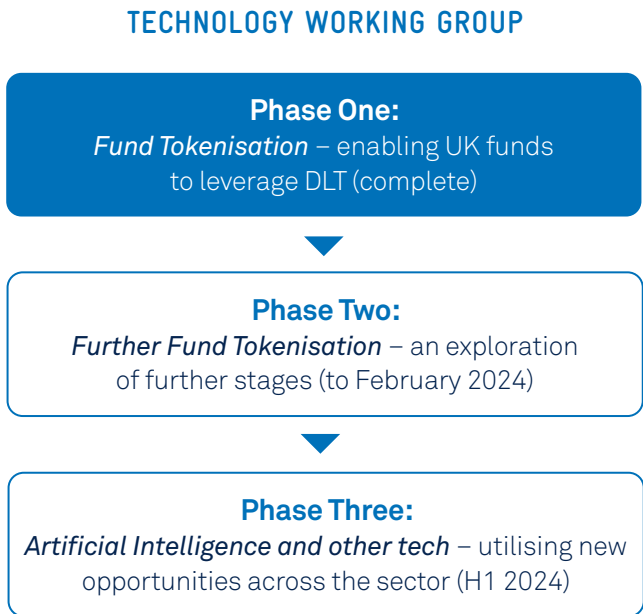 TECHNOLOGY WORKING GROUP
Phase One:
Fund Tokenisation – enabling UK funds
to leverage DLT (complete)
Phase Two:
Further Fund Tokenisation – an exploration
of further stages (to February 2024)
Phase Three:
Artificial Intelligence and other tech – utilising new
opportunities across the sector (H1 2024)